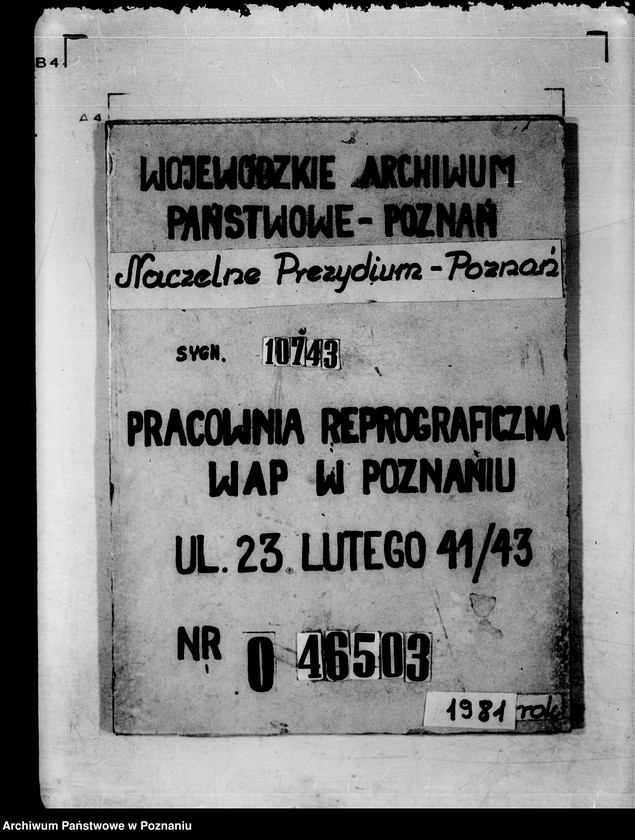 B4
A4
WOJEWÓDZKIE ARCHIWUM
PAŃSTWOWE - POZNAŃ
Naczelne Prezydium - Poznań
SYGN. 10743
PRACOWNIA REPROGRAFICZNA
WAP W POZNANIU
UL. 23 LUTEGO 41/43
NR 0 46503
1981 rok
Archiwum Państwowe w Poznaniu